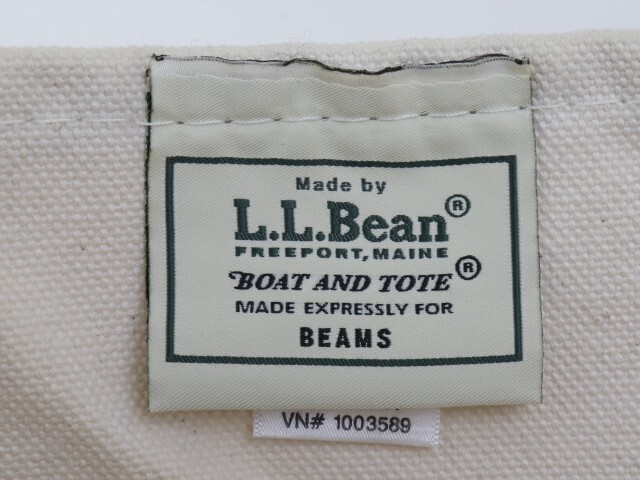 Made by
L.L.Bean®
FREEPORT, MAINE
BOAT AND TOTE®
MADE EXPRESSLY FOR
BEAMS
VN# 1003589